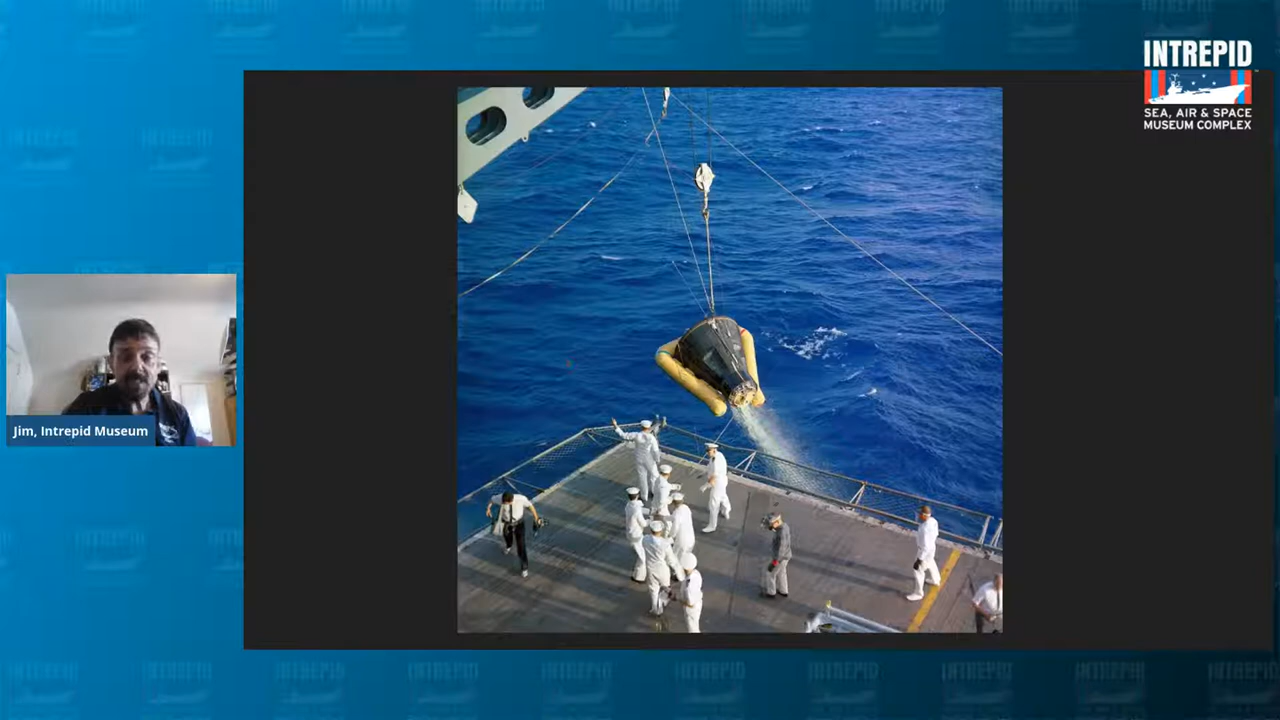 INTREPID
SEA, AIR & SPACE
MUSEUM COMPLEX
Jim, Intrepid Museum